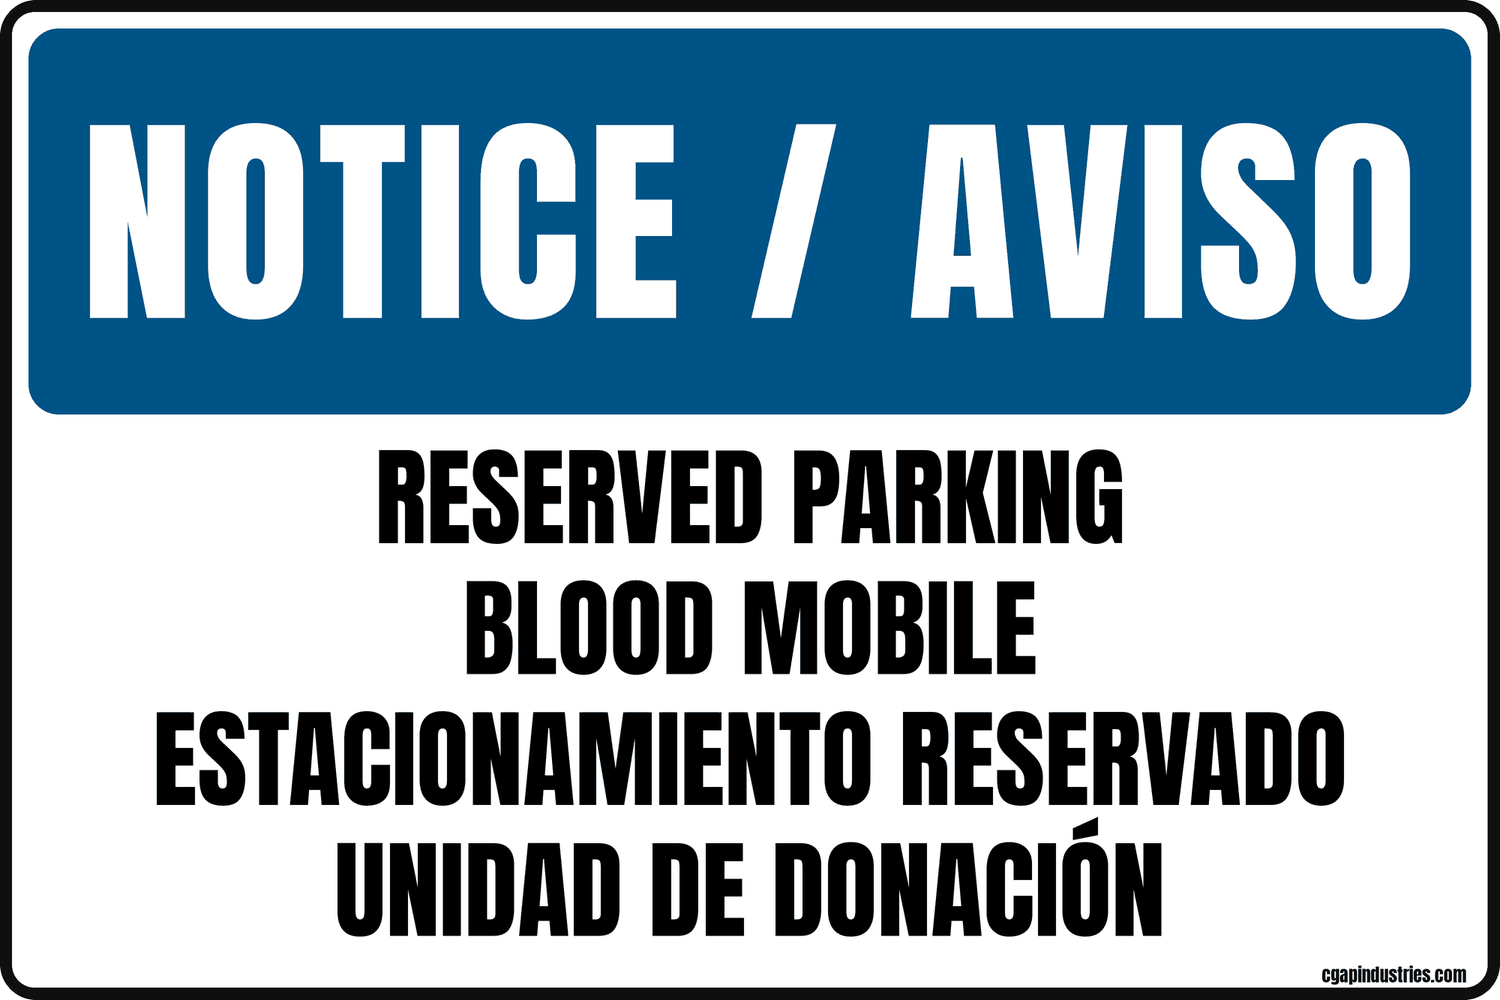 NOTICE / AVISO
RESERVED PARKING
BLOOD MOBILE
ESTACIONAMIENTO RESERVADO
UNIDAD DE DONACIÓN
cgapindustries.com